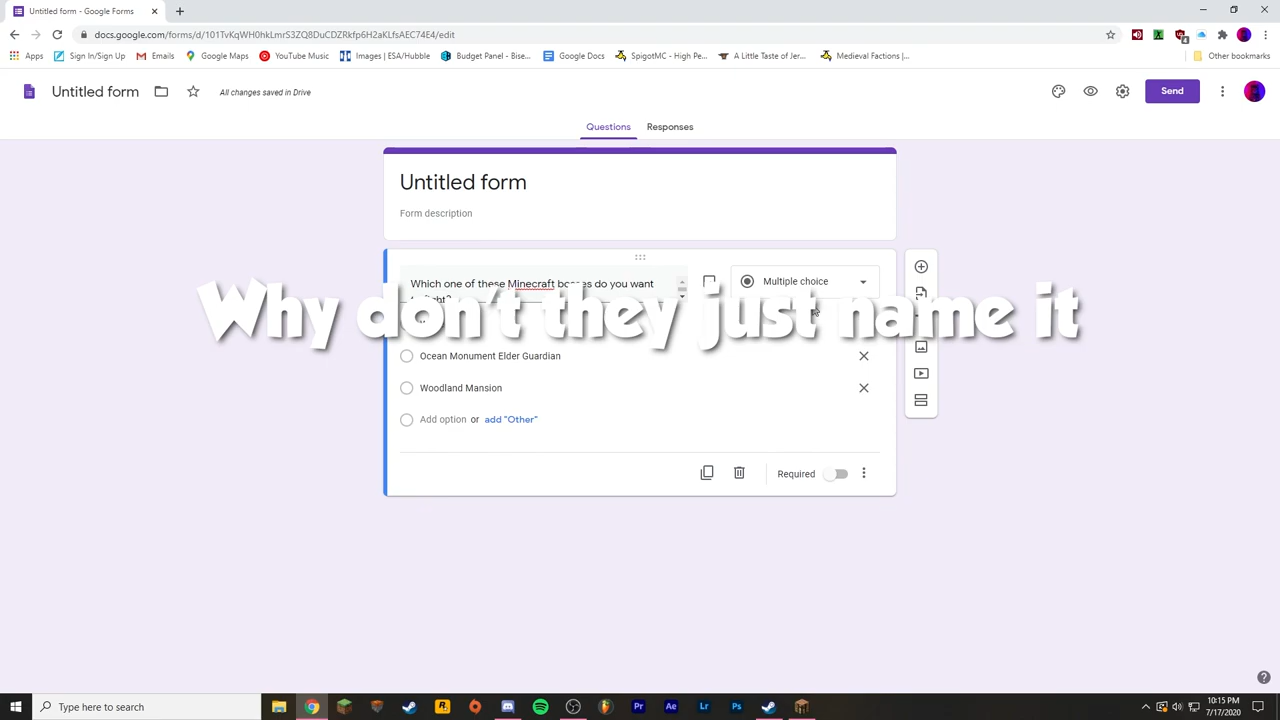 Untitled form - Google Forms
docs.google.com/forms/d/101TvKqWH0hkLmrS3ZQ8DuCDZRkfp6H2aKLfsAEC74E4/edit
Apps Sign In/Sign Up Emails Google Maps YouTube Music Images | ESA/Hubble Budget Panel - Bise... Google Docs SpigotMC - High Pe... A Little Taste of Jer... Medieval Factions |... Other bookmarks
Untitled form All changes saved in Drive Send
Questions Responses
Untitled form
Form description
Which one of these Minecraft bosses do you want
Multiple choice
Why don't they just name it
Ocean Monument Elder Guardian
Woodland Mansion
Add option or add "Other"
Required
Type here to search
10:15 PM
7/17/2020